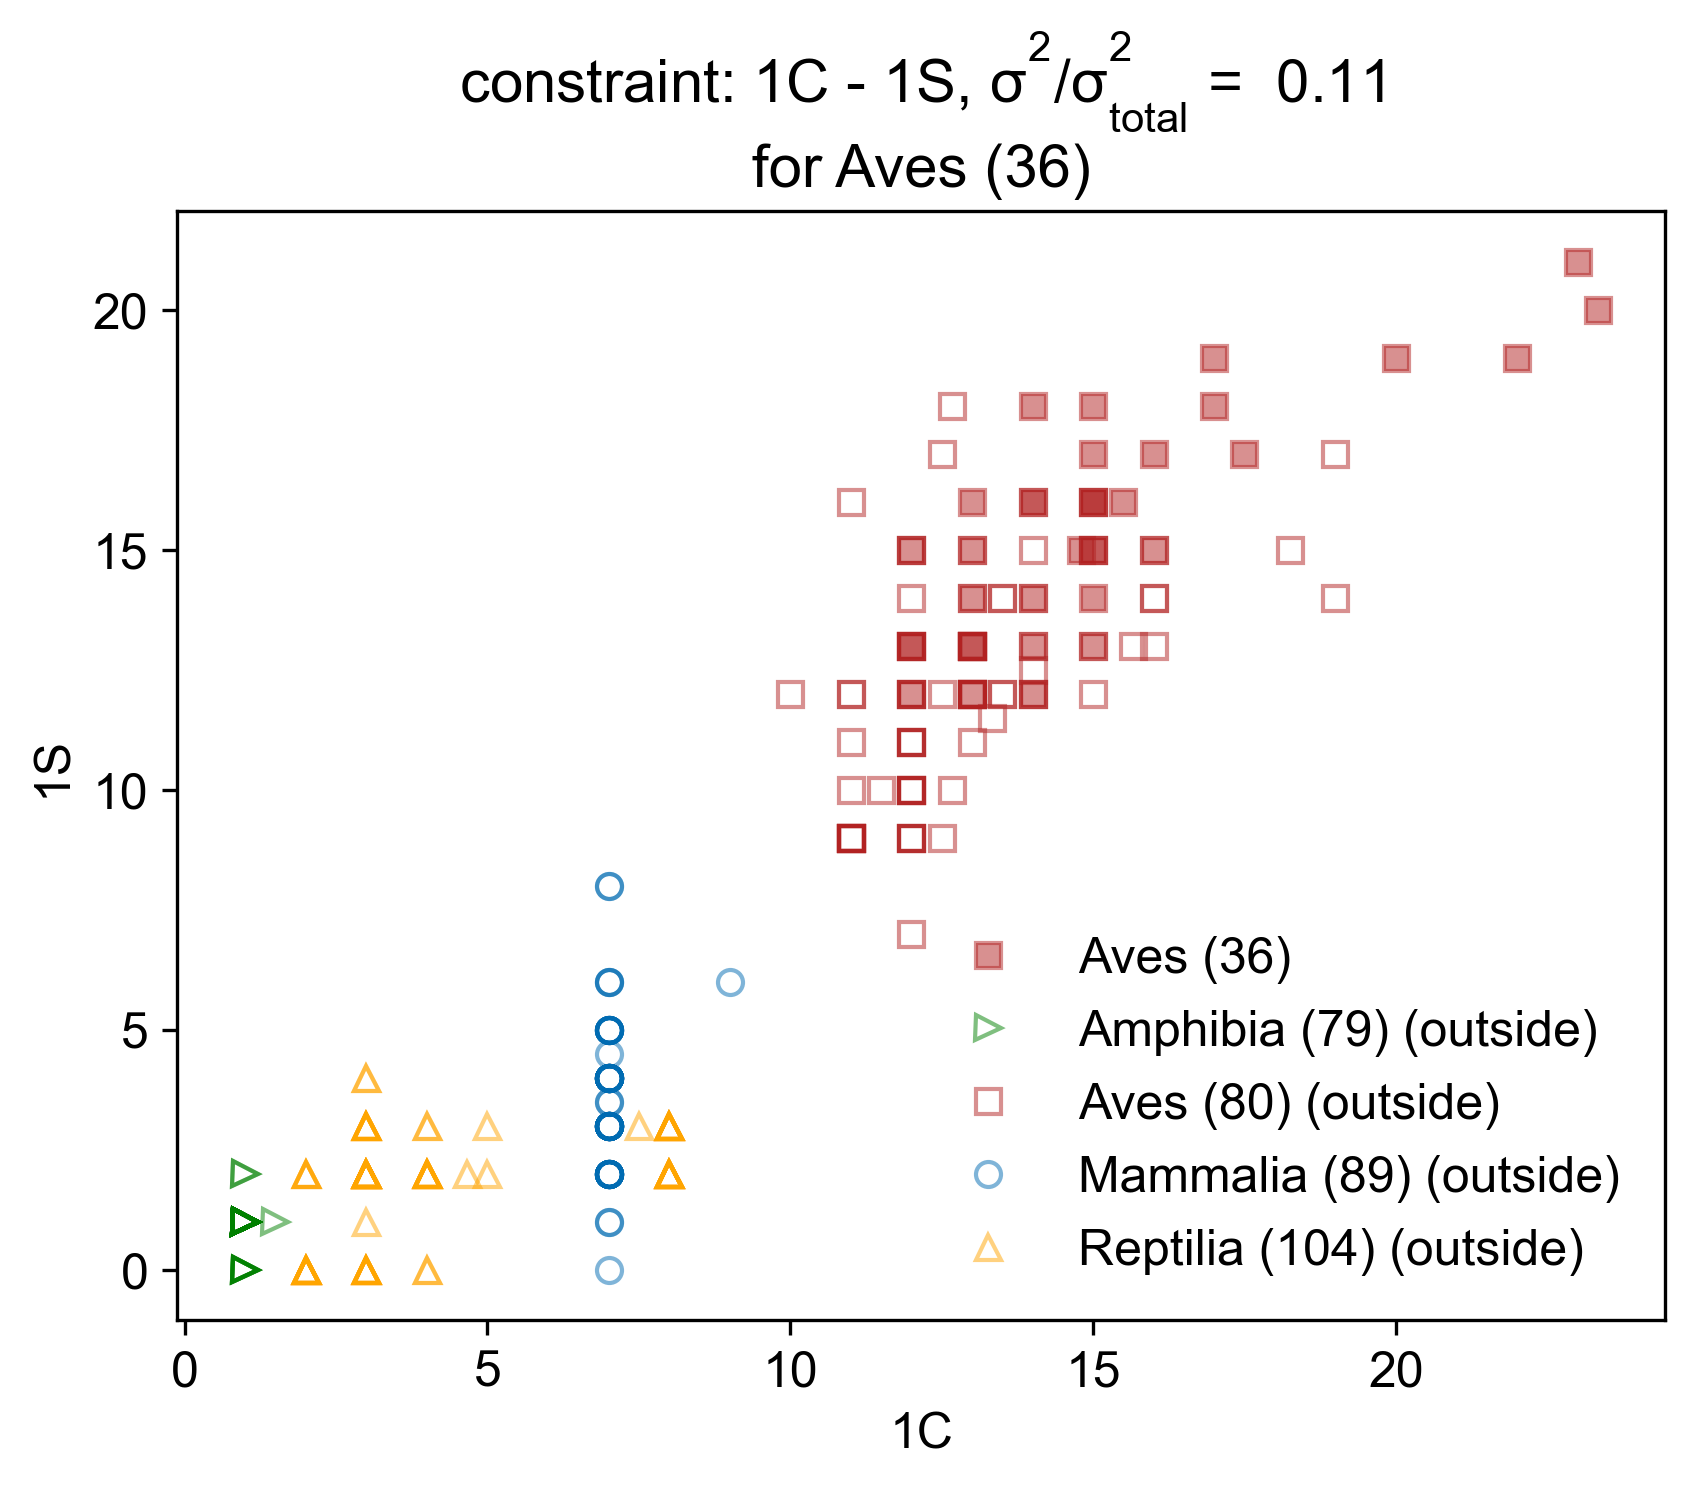 constraint: 1C - 1S, σ²/σ²total = 0.11
for Aves (36)
20
15
10
5
0
1S
Aves (36)
Amphibia (79) (outside)
Aves (80) (outside)
Mammalia (89) (outside)
Reptilia (104) (outside)
0 5 10 15 20
1C